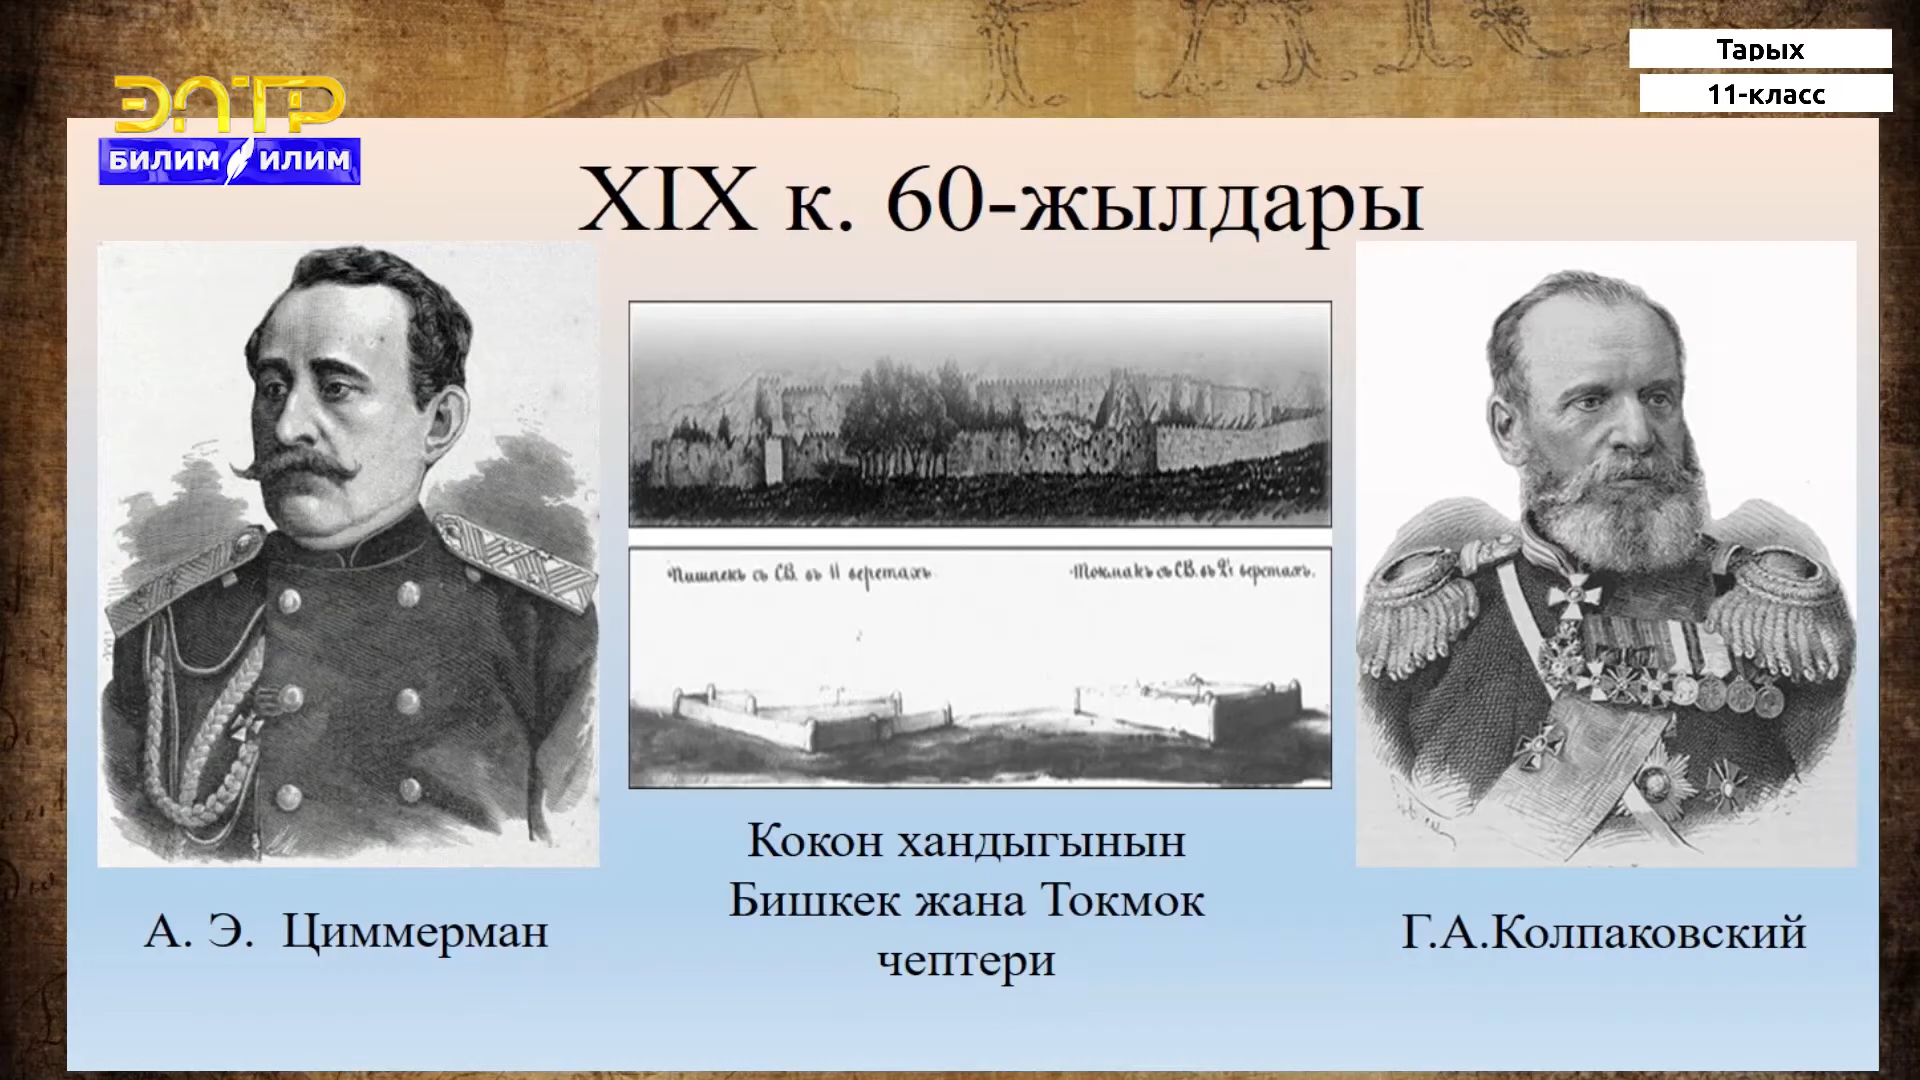 Тарых
11-класс
ЭЛТР
БИЛИМ ИЛИМ
XIX к. 60-жылдары
Пишпекъ съ СВ. въ 11 верстахъ.
Токмакъ съ СВ. въ 2½ верстахъ.
Кокон хандыгынын
Бишкек жана Токмок
чептери
А. Э. Циммерман
Г.А.Колпаковский